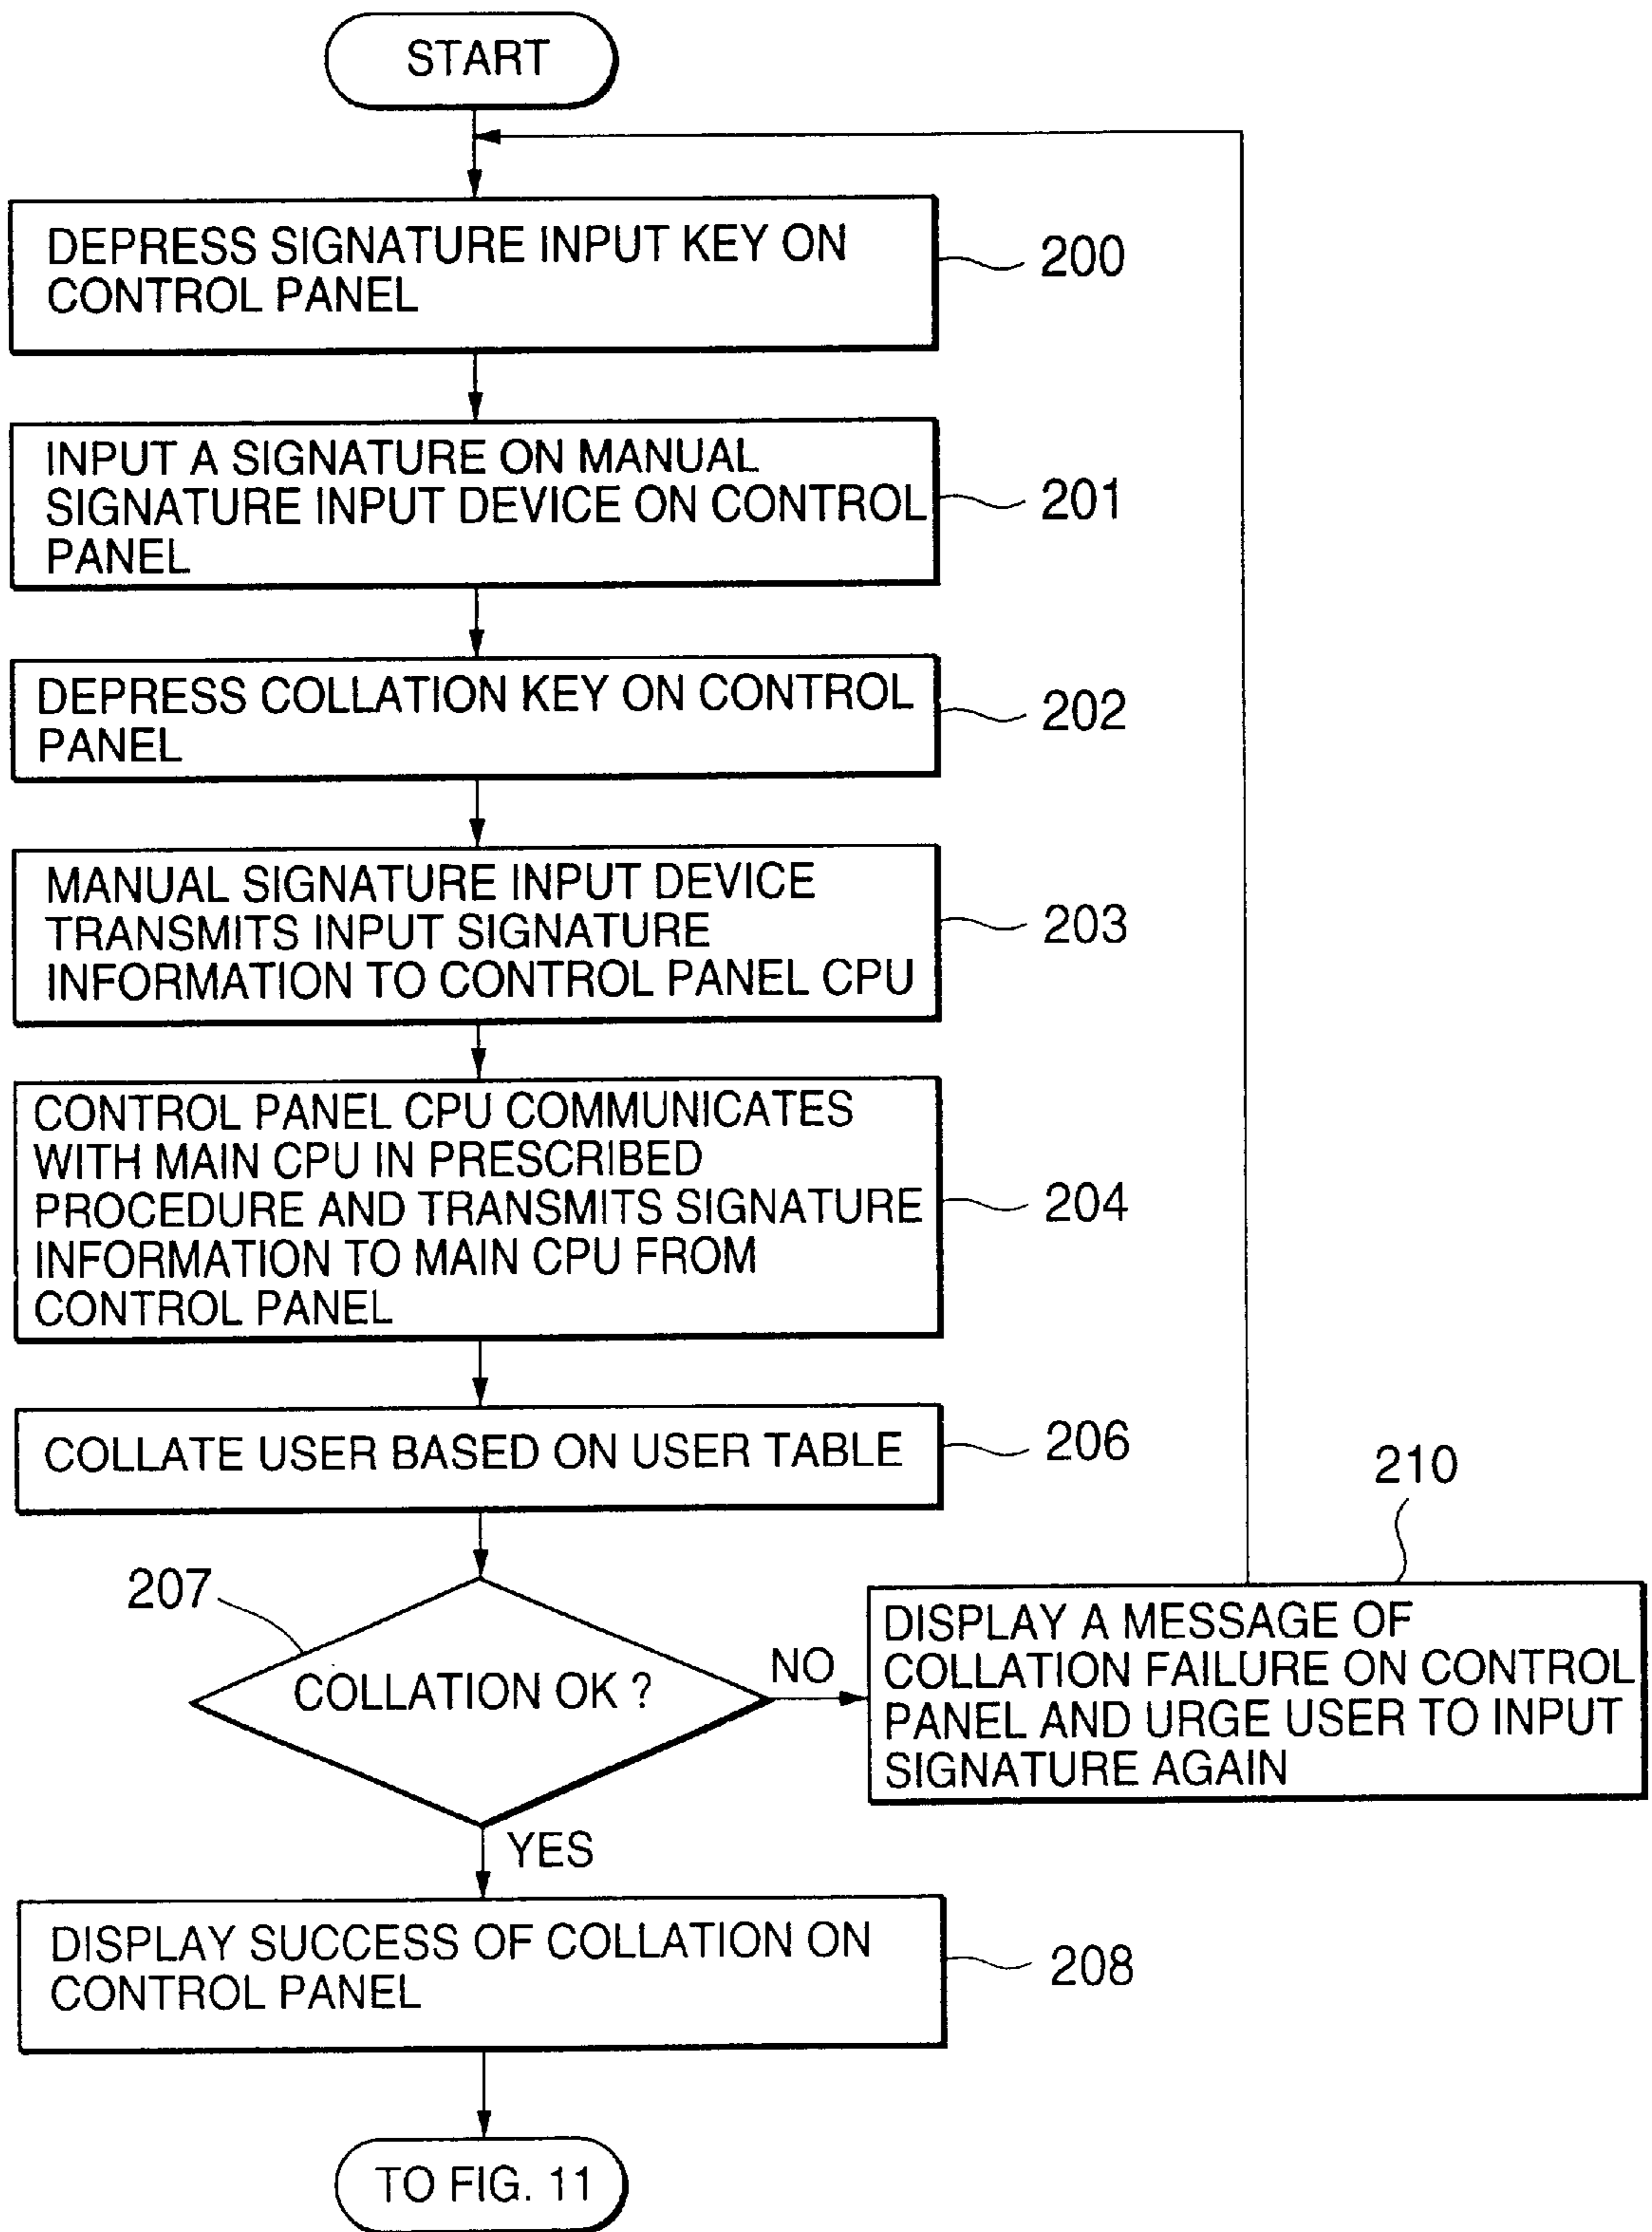 START
DEPRESS SIGNATURE INPUT KEY ON
CONTROL PANEL
200
INPUT A SIGNATURE ON MANUAL
SIGNATURE INPUT DEVICE ON CONTROL
PANEL
201
DEPRESS COLLATION KEY ON CONTROL
PANEL
202
MANUAL SIGNATURE INPUT DEVICE
TRANSMITS INPUT SIGNATURE
INFORMATION TO CONTROL PANEL CPU
203
CONTROL PANEL CPU COMMUNICATES
WITH MAIN CPU IN PRESCRIBED
PROCEDURE AND TRANSMITS SIGNATURE
INFORMATION TO MAIN CPU FROM
CONTROL PANEL
204
COLLATE USER BASED ON USER TABLE
206
207
COLLATION OK ?
NO
210
DISPLAY A MESSAGE OF
COLLATION FAILURE ON CONTROL
PANEL AND URGE USER TO INPUT
SIGNATURE AGAIN
YES
DISPLAY SUCCESS OF COLLATION ON
CONTROL PANEL
208
TO FIG. 11